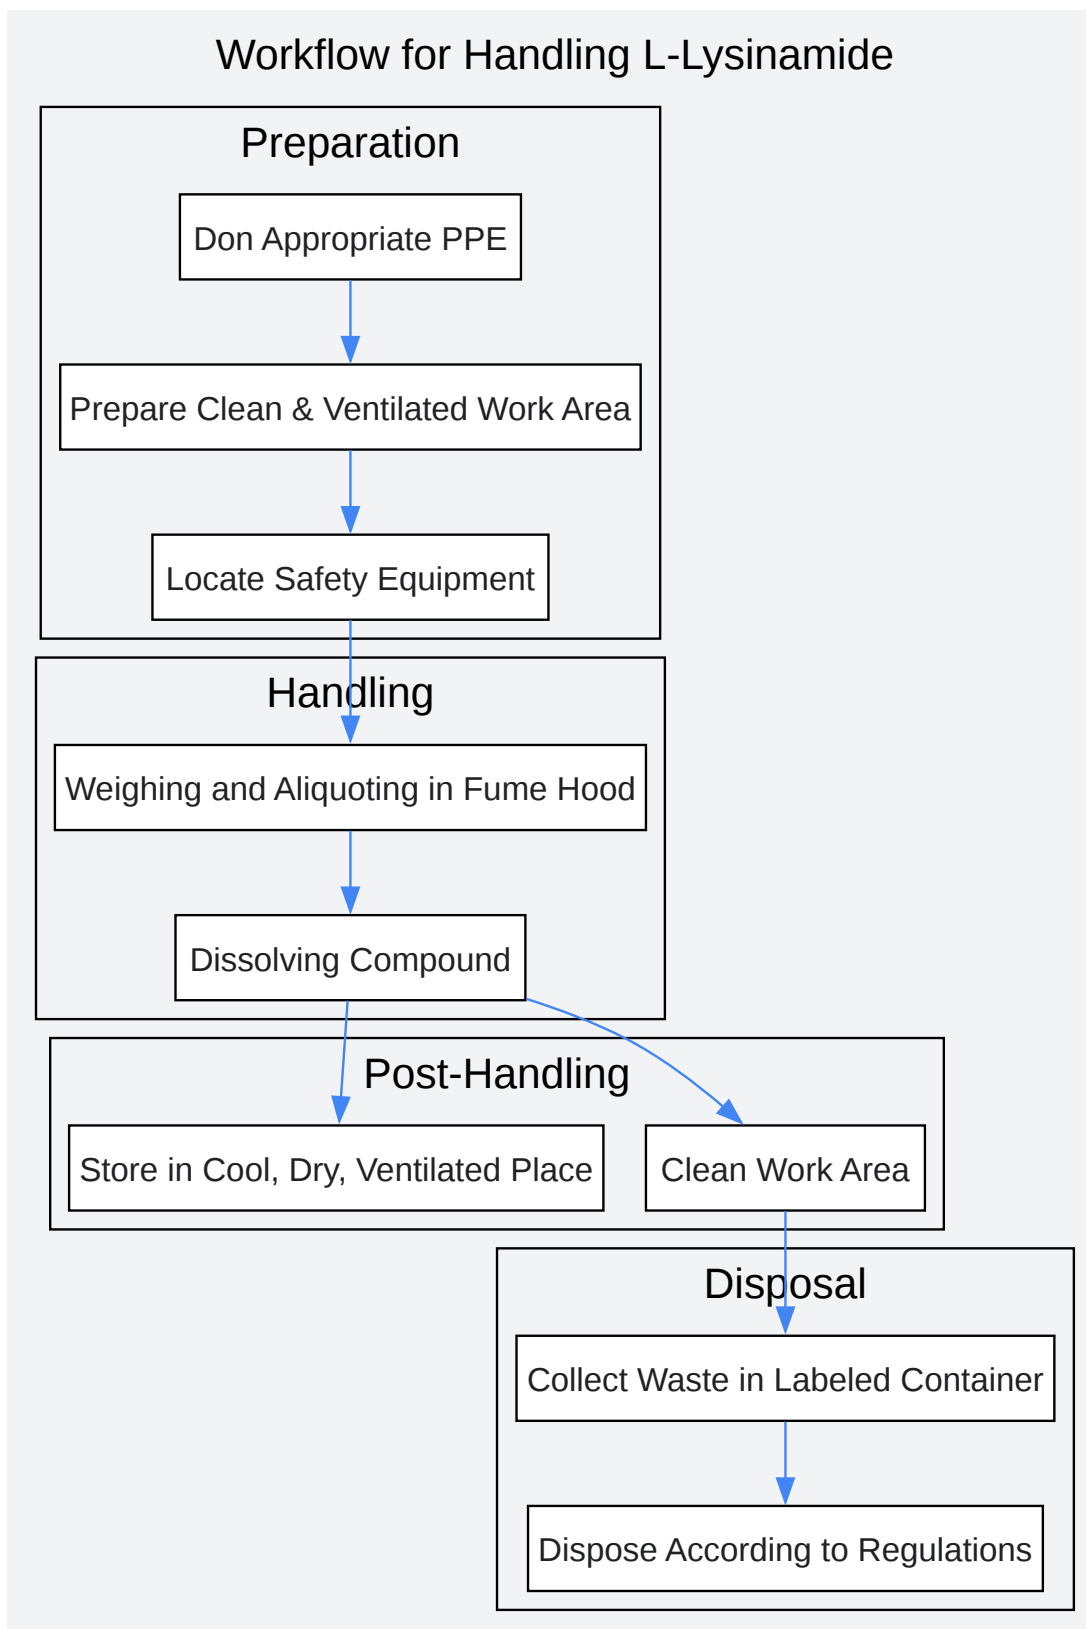 Workflow for Handling L-Lysinamide
Preparation
Don Appropriate PPE
Prepare Clean & Ventilated Work Area
Locate Safety Equipment
Handling
Weighing and Aliquoting in Fume Hood
Dissolving Compound
Post-Handling
Store in Cool, Dry, Ventilated Place
Clean Work Area
Disposal
Collect Waste in Labeled Container
Dispose According to Regulations